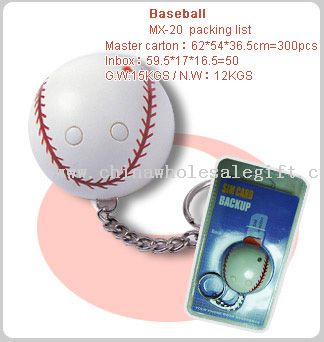 Baseball
MX-20 packing list
Master carton：62*54*36.5cm=300pcs
Inbox：59.5*17*16.5=50
G.W:15KGS / N.W：12KGS
www.chinawholesalegift.com
SIM CARD
BACKUP